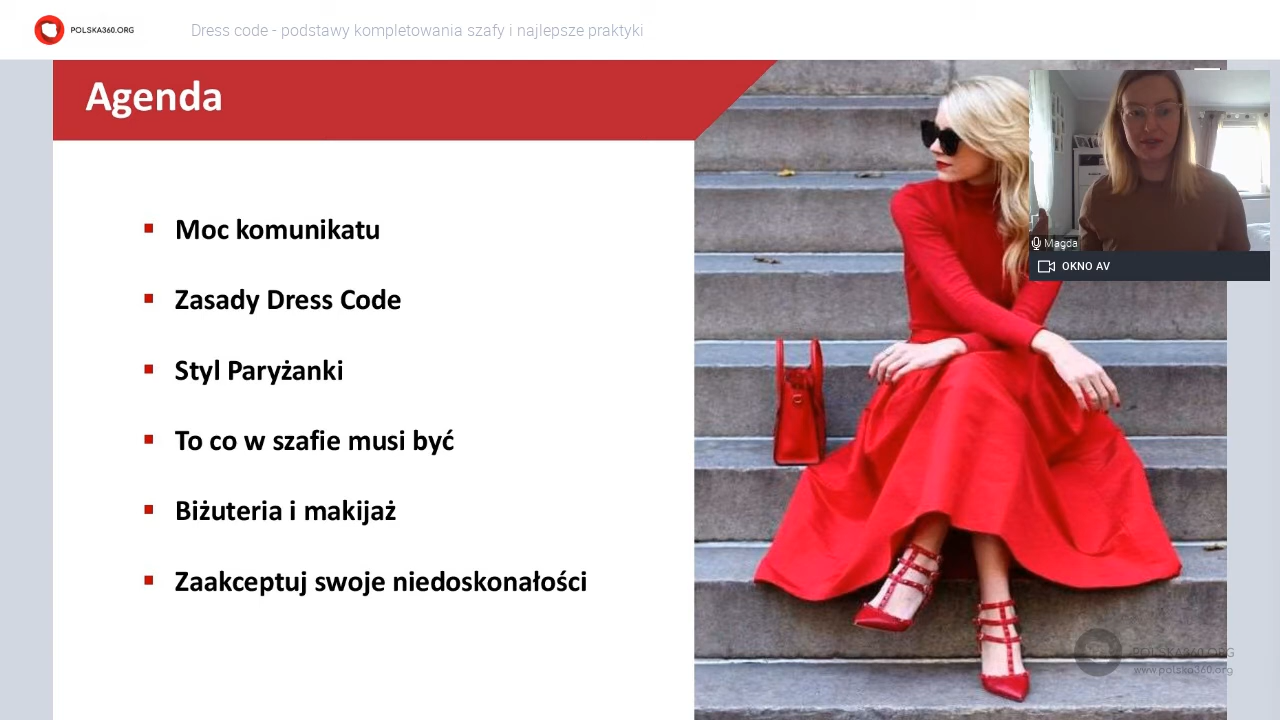 POLSKA360.ORG
Dress code - podstawy kompletowania szafy i najlepsze praktyki
Agenda
Moc komunikatu
Zasady Dress Code
Styl Paryżanki
To co w szafie musi być
Biżuteria i makijaż
Zaakceptuj swoje niedoskonałości
Magda
OKNO AV
POLSKA360.ORG
www.polska360.org